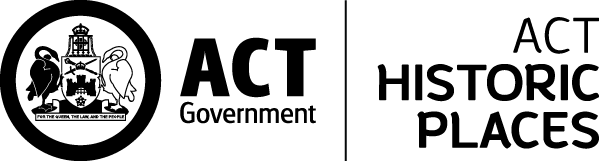 FOR THE QUEEN, THE LAW, AND THE PEOPLE
ACT
Government
ACT
HISTORIC
PLACES